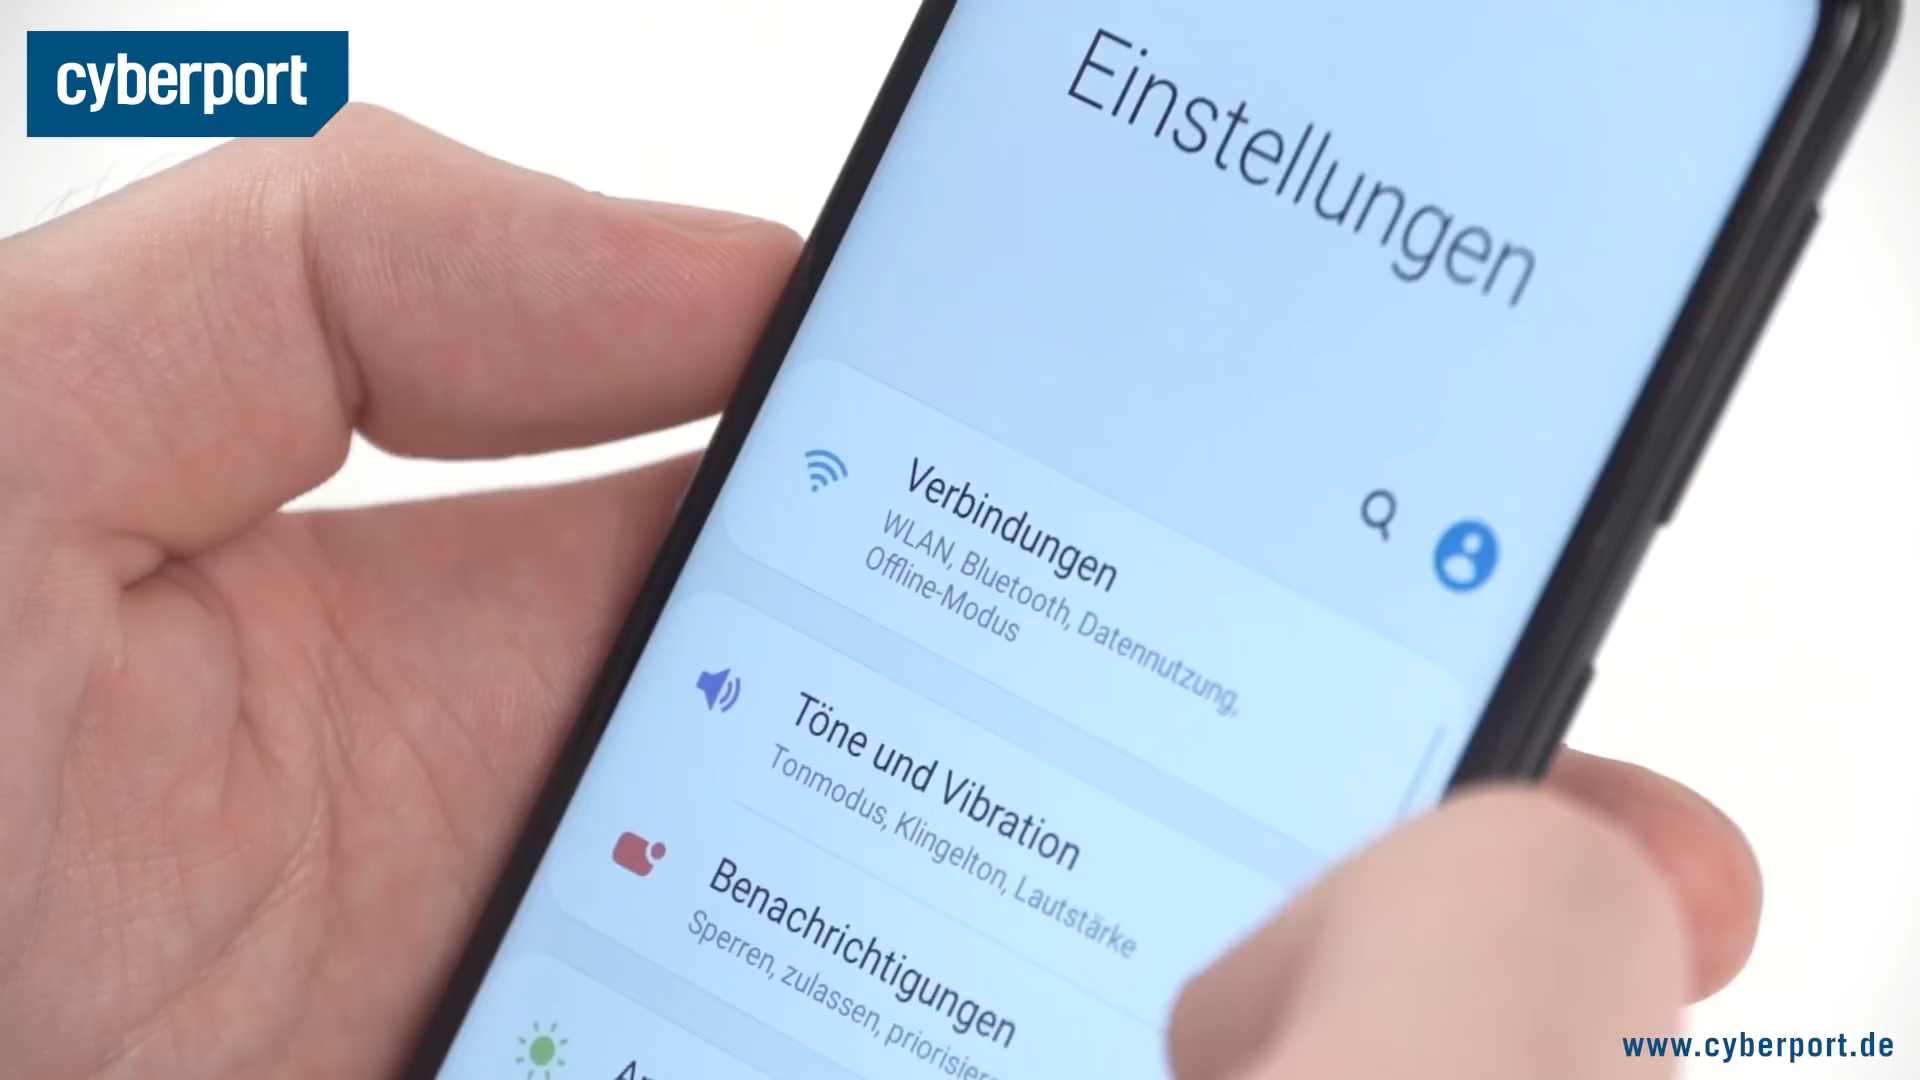 cyberport
Einstellungen
Verbindungen
WLAN, Bluetooth, Datennutzung,
Offline-Modus
Töne und Vibration
Tonmodus, Klingelton, Lautstärke
Benachrichtigungen
Sperren, zulassen,
www.cyberport.de